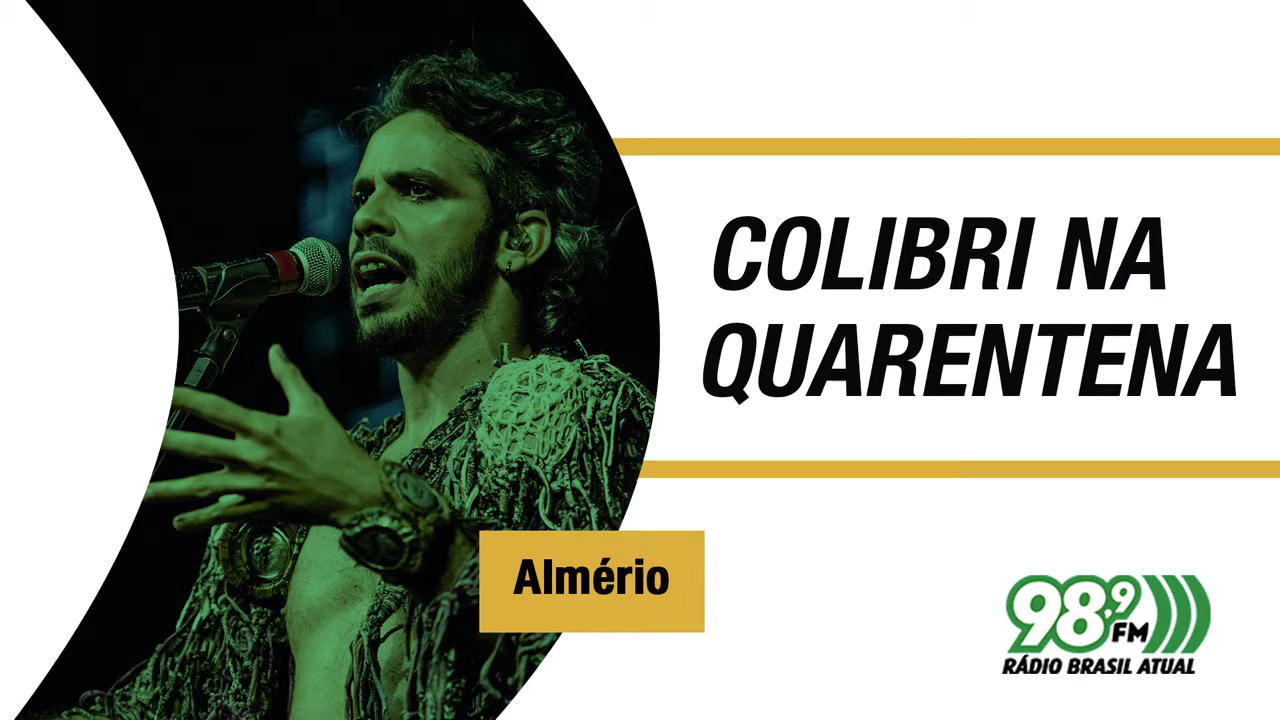 COLIBRI NA
QUARENTENA
Almério
98,9
FM
RÁDIO BRASIL ATUAL